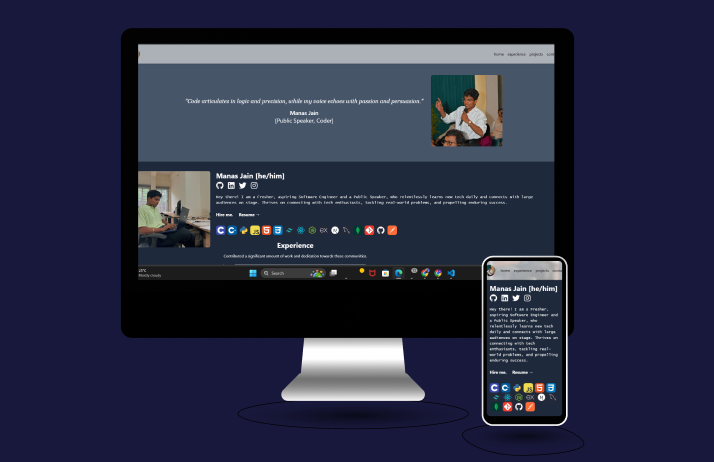 home experience projects
"Code articulates in logic and precision, while my voice echoes with passion and persuasion."
Manas Jain
[Public Speaker, Coder]
Manas Jain [he/him]
Hey there! I am a Fresher, aspiring Software Engineer and a Public Speaker, who relentlessly learns new tech daily and connects with large
audiences on stage. Thrives on connecting with tech enthusiasts, tackling real-world problems, and propelling enduring success.
Hire me. Resume →
Experience
Contributed a significant amount of work and dedication towards these communities.
Mostly cloudy
Search
home experience projects
Manas Jain [he/him]
Hey there! I am a Fresher,
aspiring Software Engineer and
a Public Speaker, who
relentlessly learns new tech
daily and connects with large
audiences on stage. Thrives on
connecting with tech
enthusiasts, tackling real-
world problems, and propelling
enduring success.
Hire me. Resume →